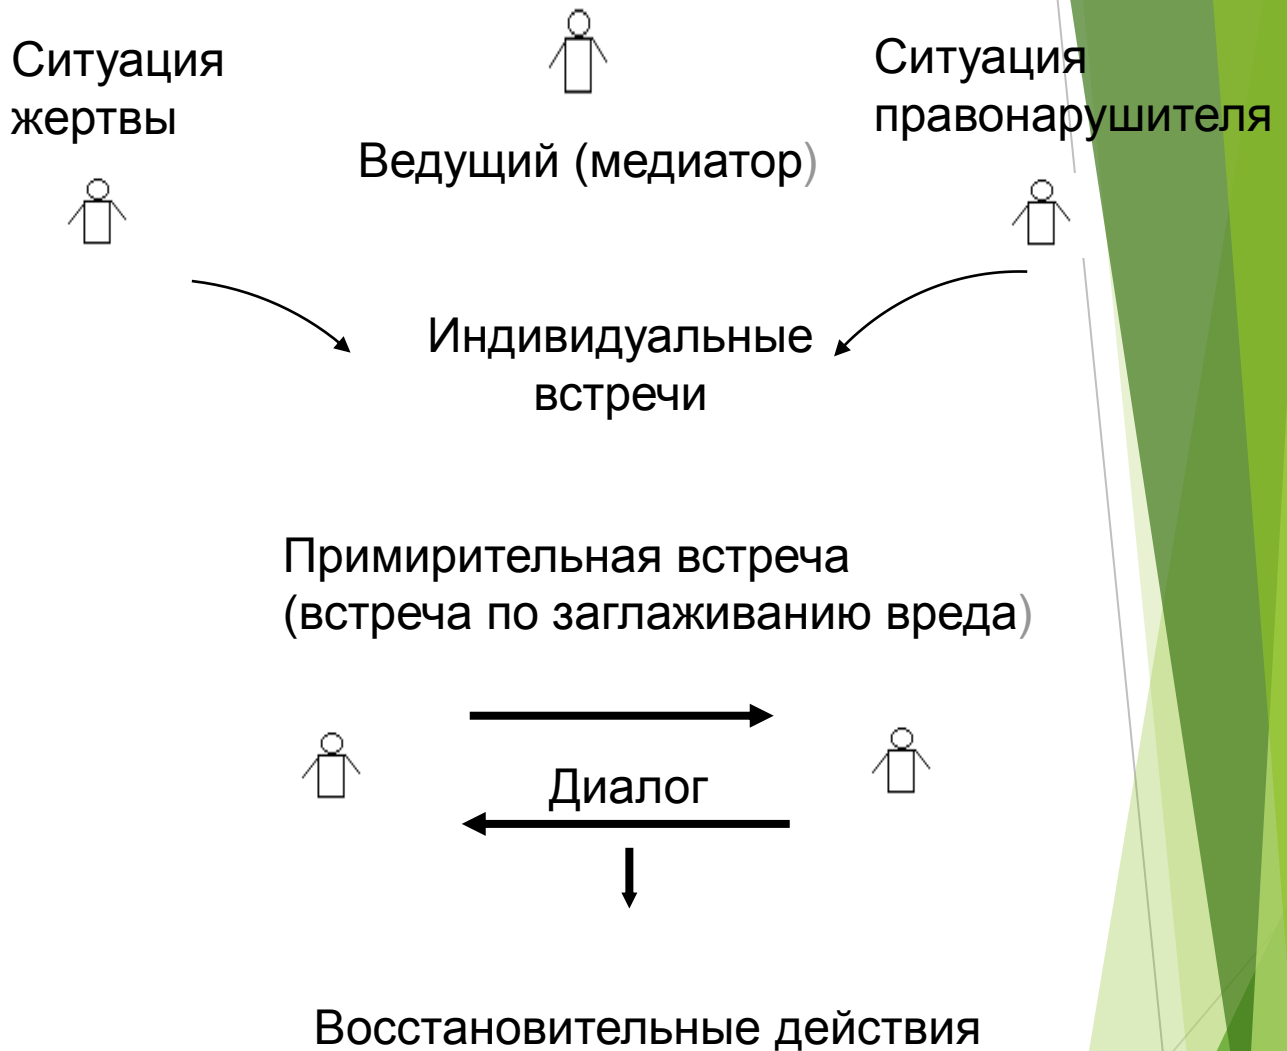 Ситуация
жертвы
Ведущий (медиатор)
Ситуация
правонарушителя
Индивидуальные
встречи
Примирительная встреча
(встреча по заглаживанию вреда)
Диалог
Восстановительные действия